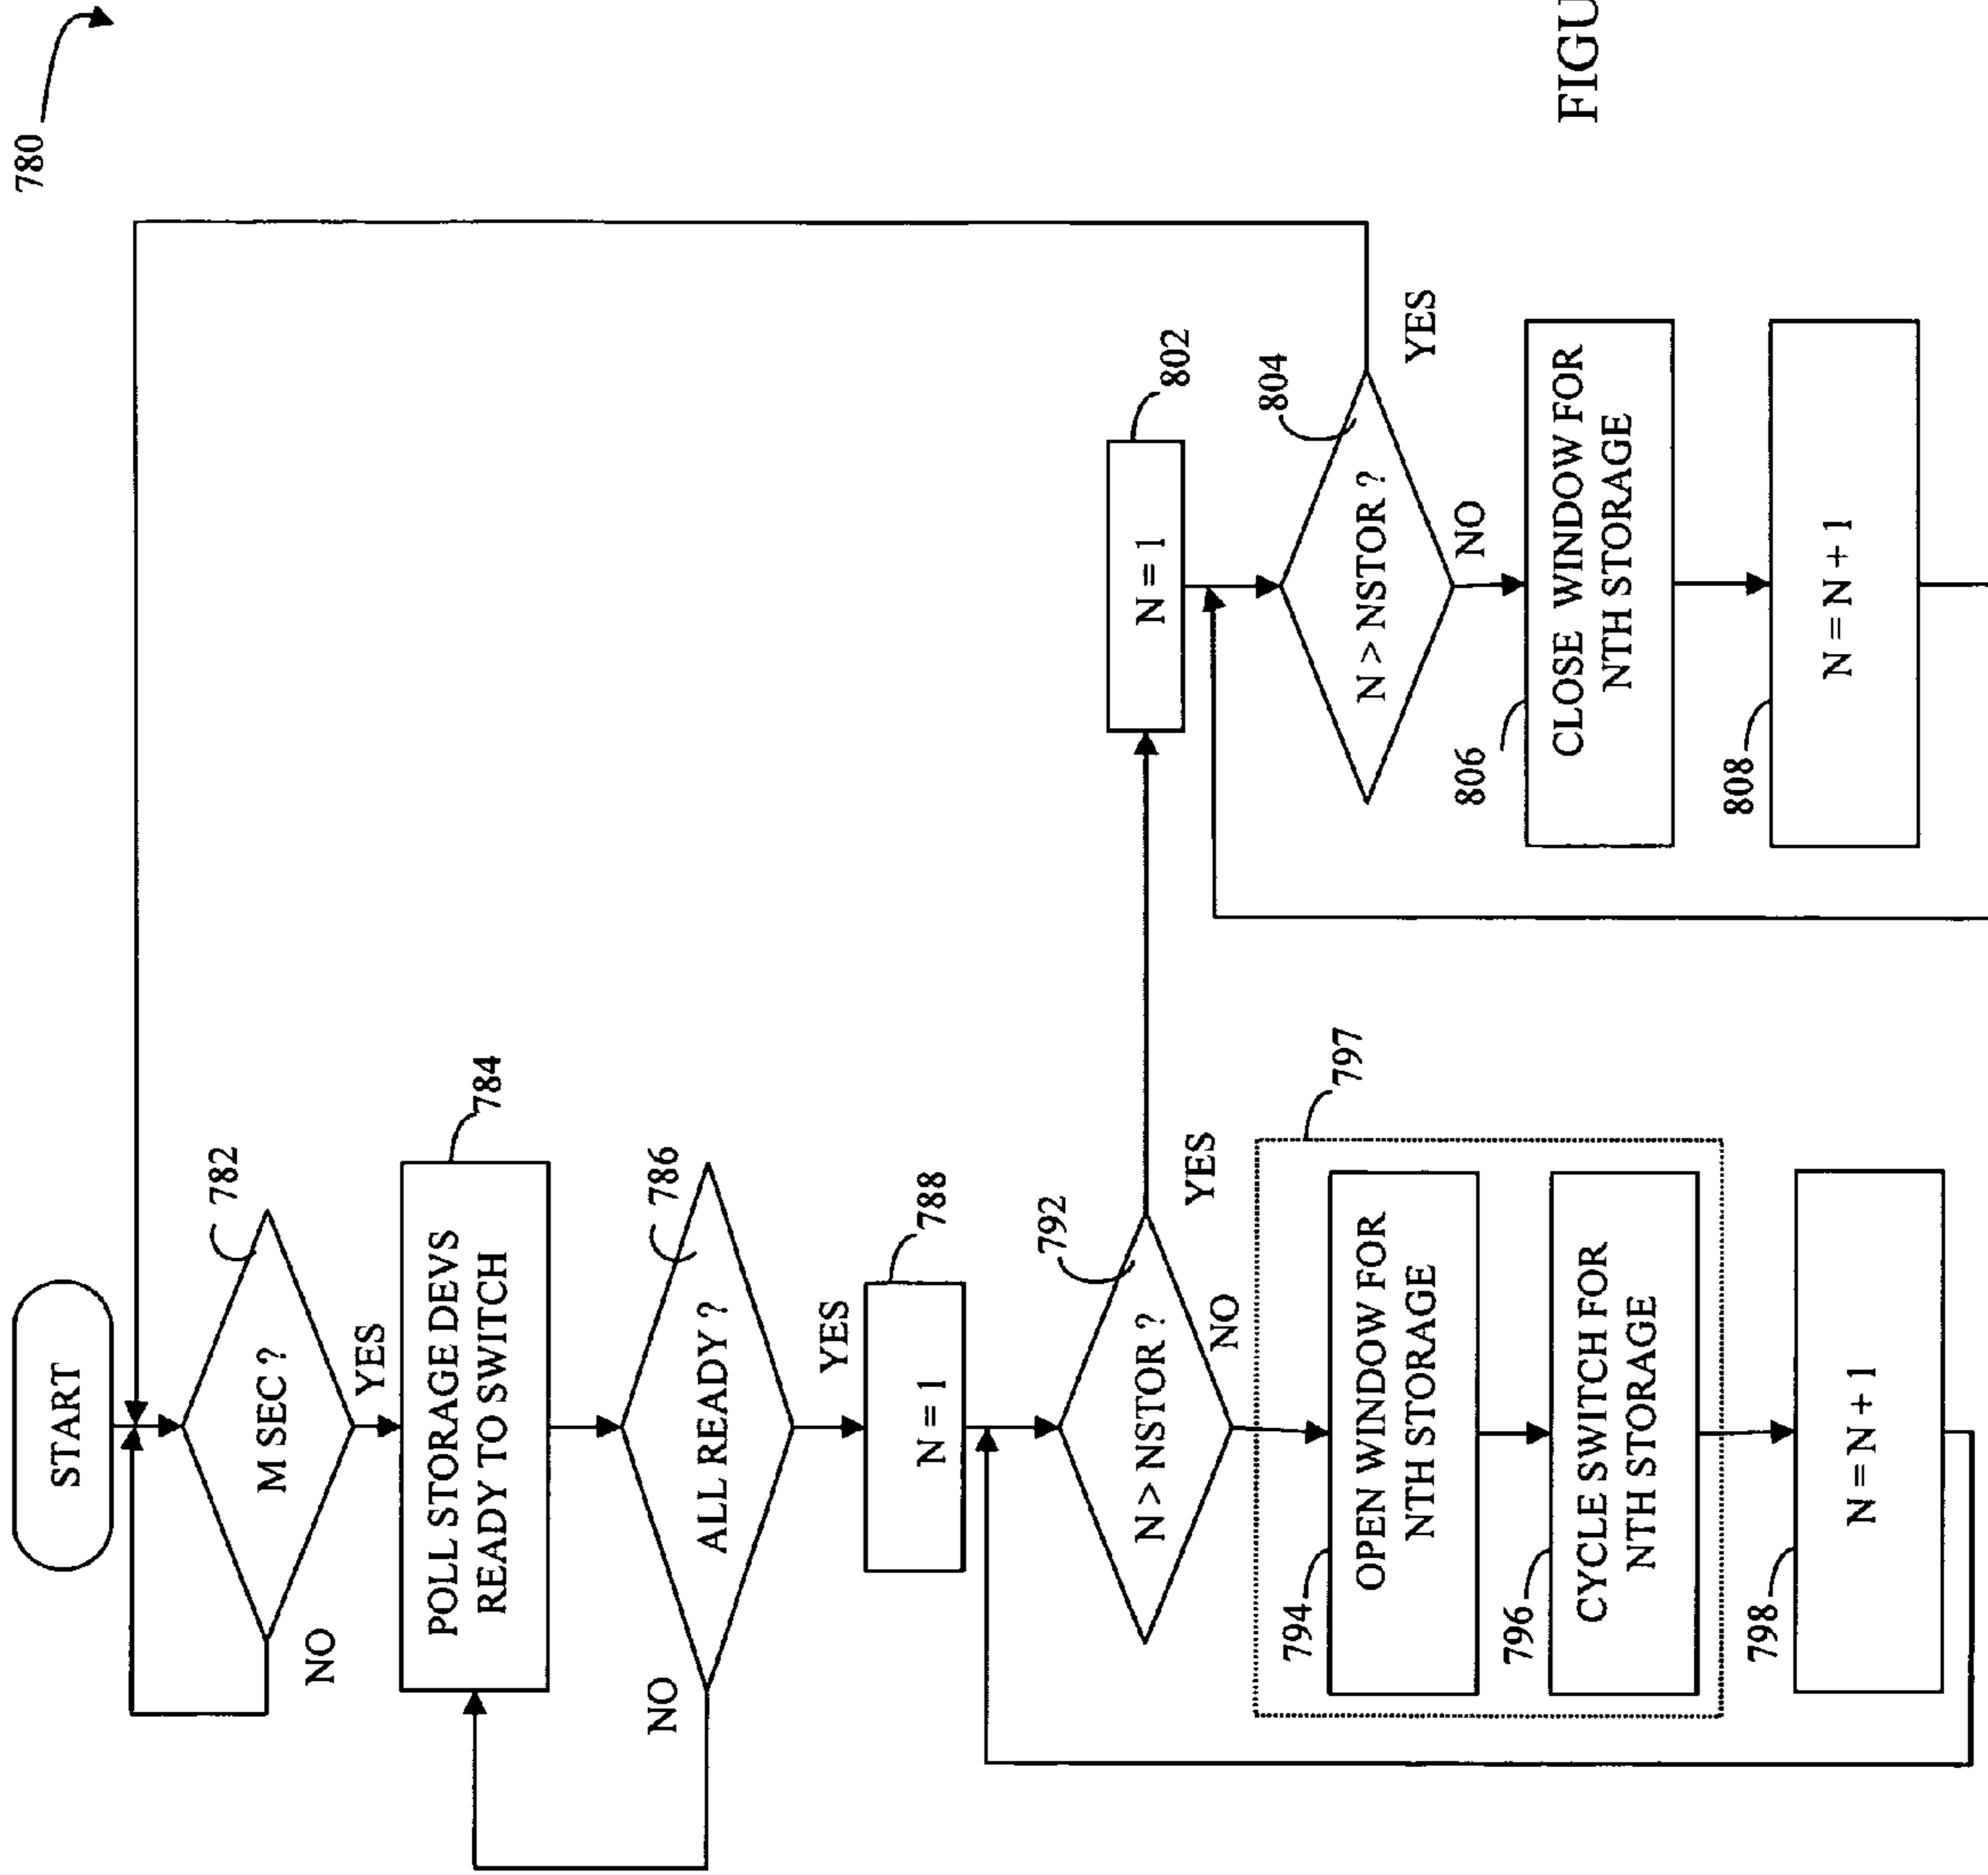 780
START
782
M SEC ?
NO
YES
784
POLL STORAGE DEVS
READY TO SWITCH
786
ALL READY ?
NO
YES
788
N = 1
792
N > NSTOR ?
YES
NO
797
794
OPEN WINDOW FOR
NTH STORAGE
796
CYCLE SWITCH FOR
NTH STORAGE
798
N = N + 1
802
N = 1
804
N > NSTOR ?
YES
NO
806
CLOSE WINDOW FOR
NTH STORAGE
808
N = N + 1
FIGU